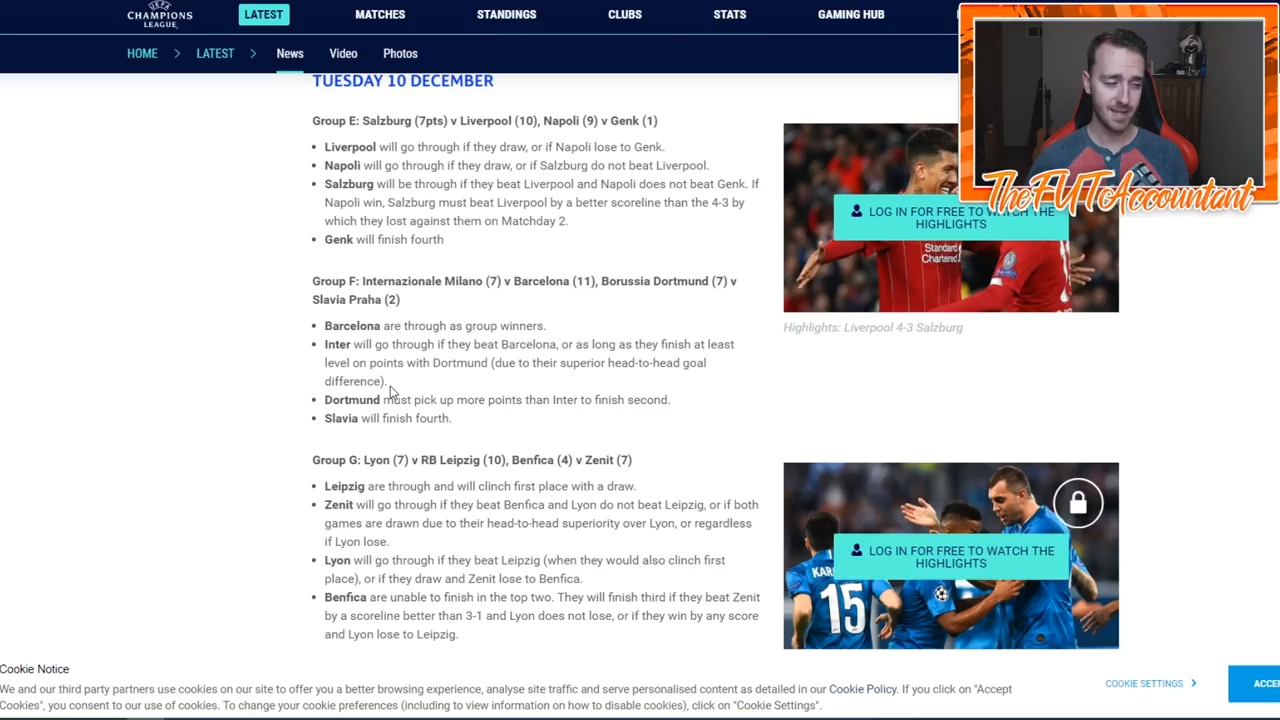 UEFA
CHAMPIONS
LEAGUE
LATEST
MATCHES
STANDINGS
CLUBS
STATS
GAMING HUB
HOME > LATEST > News Video Photos
TUESDAY 10 DECEMBER
Group E: Salzburg (7pts) v Liverpool (10), Napoli (9) v Genk (1)
• Liverpool will go through if they draw, or if Napoli lose to Genk.
• Napoli will go through if they draw, or if Salzburg do not beat Liverpool.
• Salzburg will be through if they beat Liverpool and Napoli does not beat Genk. If
Napoli win, Salzburg must beat Liverpool by a better scoreline than the 4-3 by
which they lost against them on Matchday 2.
• Genk will finish fourth
Group F: Internazionale Milano (7) v Barcelona (11), Borussia Dortmund (7) v
Slavia Praha (2)
• Barcelona are through as group winners.
• Inter will go through if they beat Barcelona, or as long as they finish at least
level on points with Dortmund (due to their superior head-to-head goal
difference).
• Dortmund must pick up more points than Inter to finish second.
• Slavia will finish fourth.
Group G: Lyon (7) v RB Leipzig (10), Benfica (4) v Zenit (7)
• Leipzig are through and will clinch first place with a draw.
• Zenit will go through if they beat Benfica and Lyon do not beat Leipzig, or if both
games are drawn due to their head-to-head superiority over Lyon, or regardless
if Lyon lose.
• Lyon will go through if they beat Leipzig (when they would also clinch first
place), or if they draw and Zenit lose to Benfica.
• Benfica are unable to finish in the top two. They will finish third if they beat Zenit
by a scoreline better than 3-1 and Lyon does not lose, or if they win by any score
and Lyon lose to Leipzig.
TheFUTAccountant
LOG IN FOR FREE TO WATCH THE
HIGHLIGHTS
Standard
Chartered
Highlights: Liverpool 4-3 Salzburg
LOG IN FOR FREE TO WATCH THE
HIGHLIGHTS
15
Cookie Notice
We and our third party partners use cookies on our site to offer you a better browsing experience, analyse site traffic and serve personalised content as detailed in our Cookie Policy. If you click on "Accept
Cookies", you consent to our use of cookies. To change your cookie preferences (including to view information on how to disable cookies), click on "Cookie Settings".
COOKIE SETTINGS >